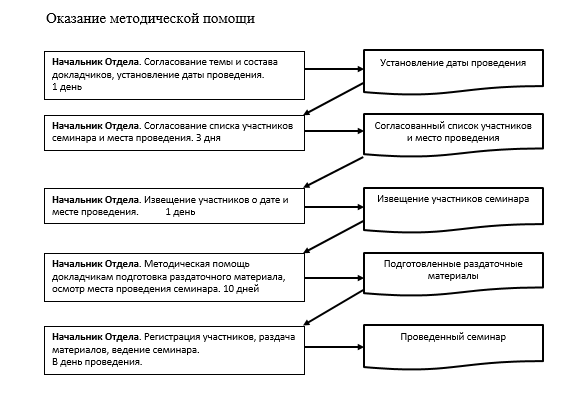 Оказание методической помощи
Начальник Отдела. Согласование темы и состава
докладчиков, установление даты проведения.
1 день
Установление даты проведения
Начальник Отдела. Согласование списка участников
семинара и места проведения. 3 дня
Согласованный список участников
и место проведения
Начальник Отдела. Извещение участников о дате и
месте проведения. 1 день
Извещение участников семинара
Начальник Отдела. Методическая помощь
докладчикам подготовка раздаточного материала,
осмотр места проведения семинара. 10 дней
Подготовленные раздаточные
материалы
Начальник Отдела. Регистрация участников, раздача
материалов, ведение семинара.
В день проведения.
Проведенный семинар